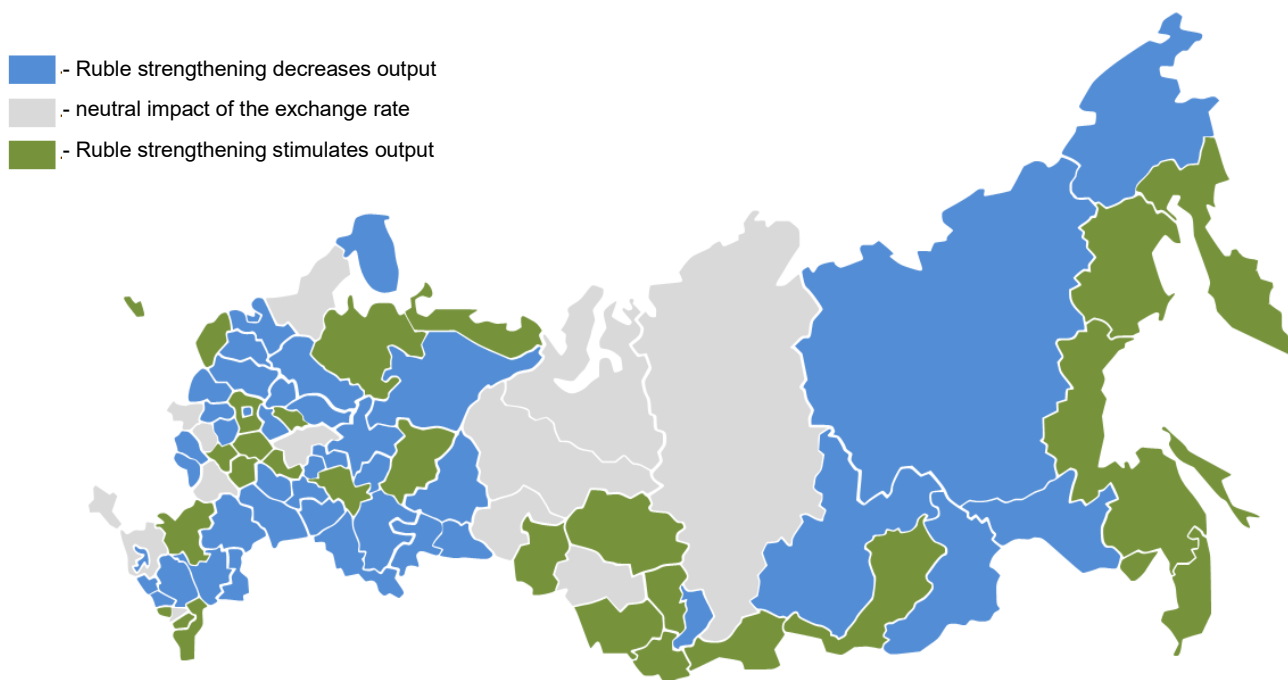 - Ruble strengthening decreases output
- neutral impact of the exchange rate
- Ruble strengthening stimulates output